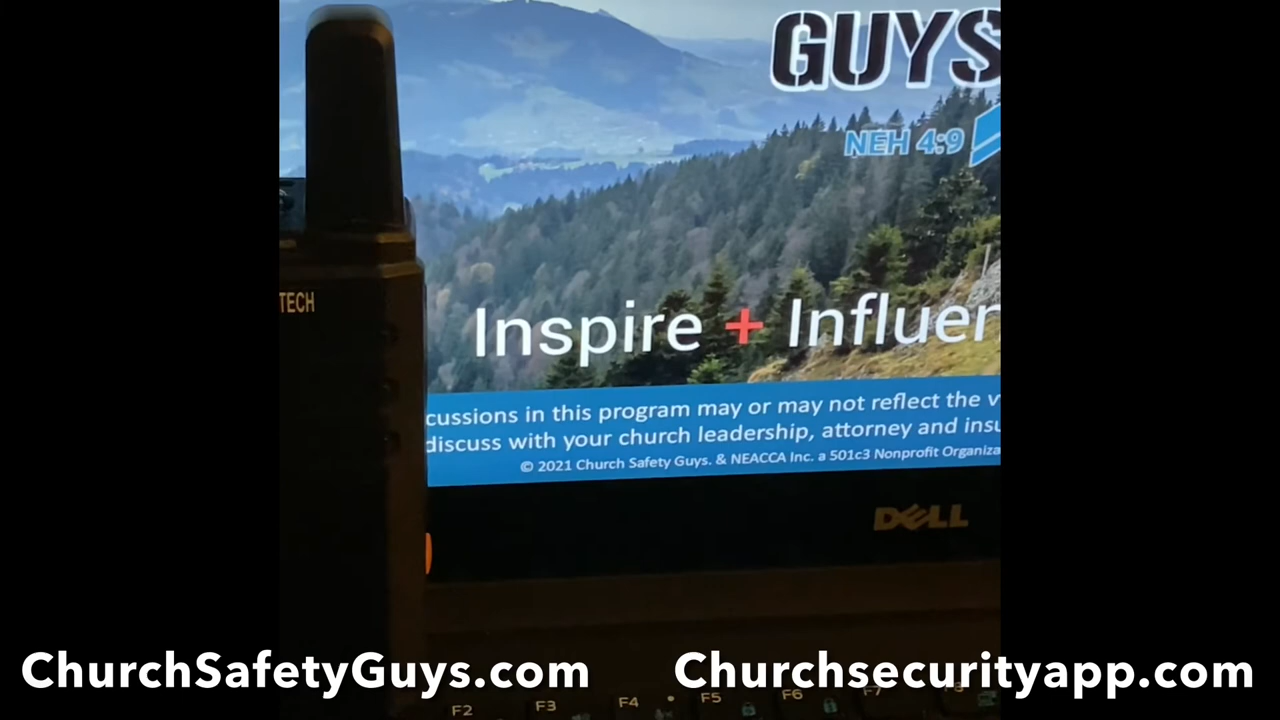 GUYS
NEH 4:9
TECH
Inspire + Influen
cussions in this program may or may not reflect the v
discuss with your church leadership, attorney and insu
© 2021 Church Safety Guys. & NEACCA Inc. a 501c3 Nonprofit Organiza
DELL
ChurchSafetyGuys.com
Churchsecurityapp.com
F2 F3 F4 F5 F6 F7 F8